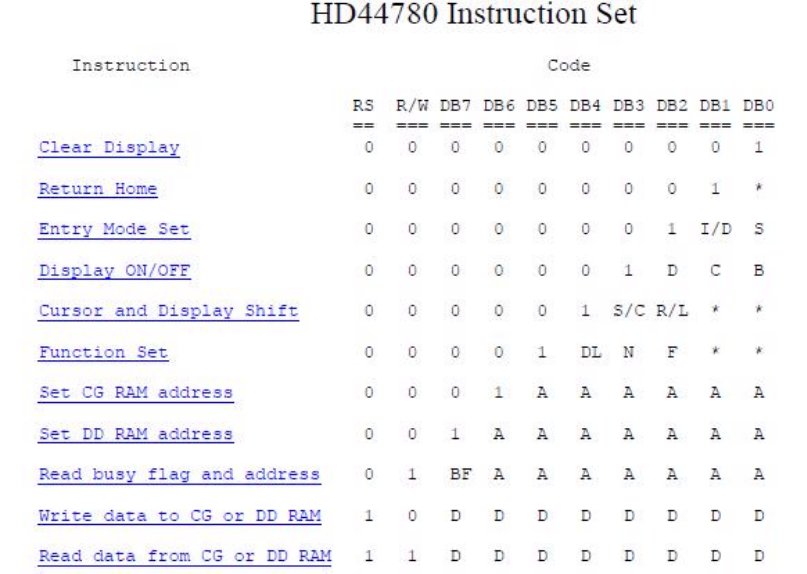 HD44780 Instruction Set
Instruction Code
RS R/W DB7 DB6 DB5 DB4 DB3 DB2 DB1 DB0
== === === === === === === === === ===
Clear Display 0 0 0 0 0 0 0 0 0 1
Return Home 0 0 0 0 0 0 0 0 1 *
Entry Mode Set 0 0 0 0 0 0 0 1 I/D S
Display ON/OFF 0 0 0 0 0 0 1 D C B
Cursor and Display Shift 0 0 0 0 0 1 S/C R/L * *
Function Set 0 0 0 0 1 DL N F * *
Set CG RAM address 0 0 0 1 A A A A A A
Set DD RAM address 0 0 1 A A A A A A A
Read busy flag and address 0 1 BF A A A A A A A
Write data to CG or DD RAM 1 0 D D D D D D D D
Read data from CG or DD RAM 1 1 D D D D D D D D